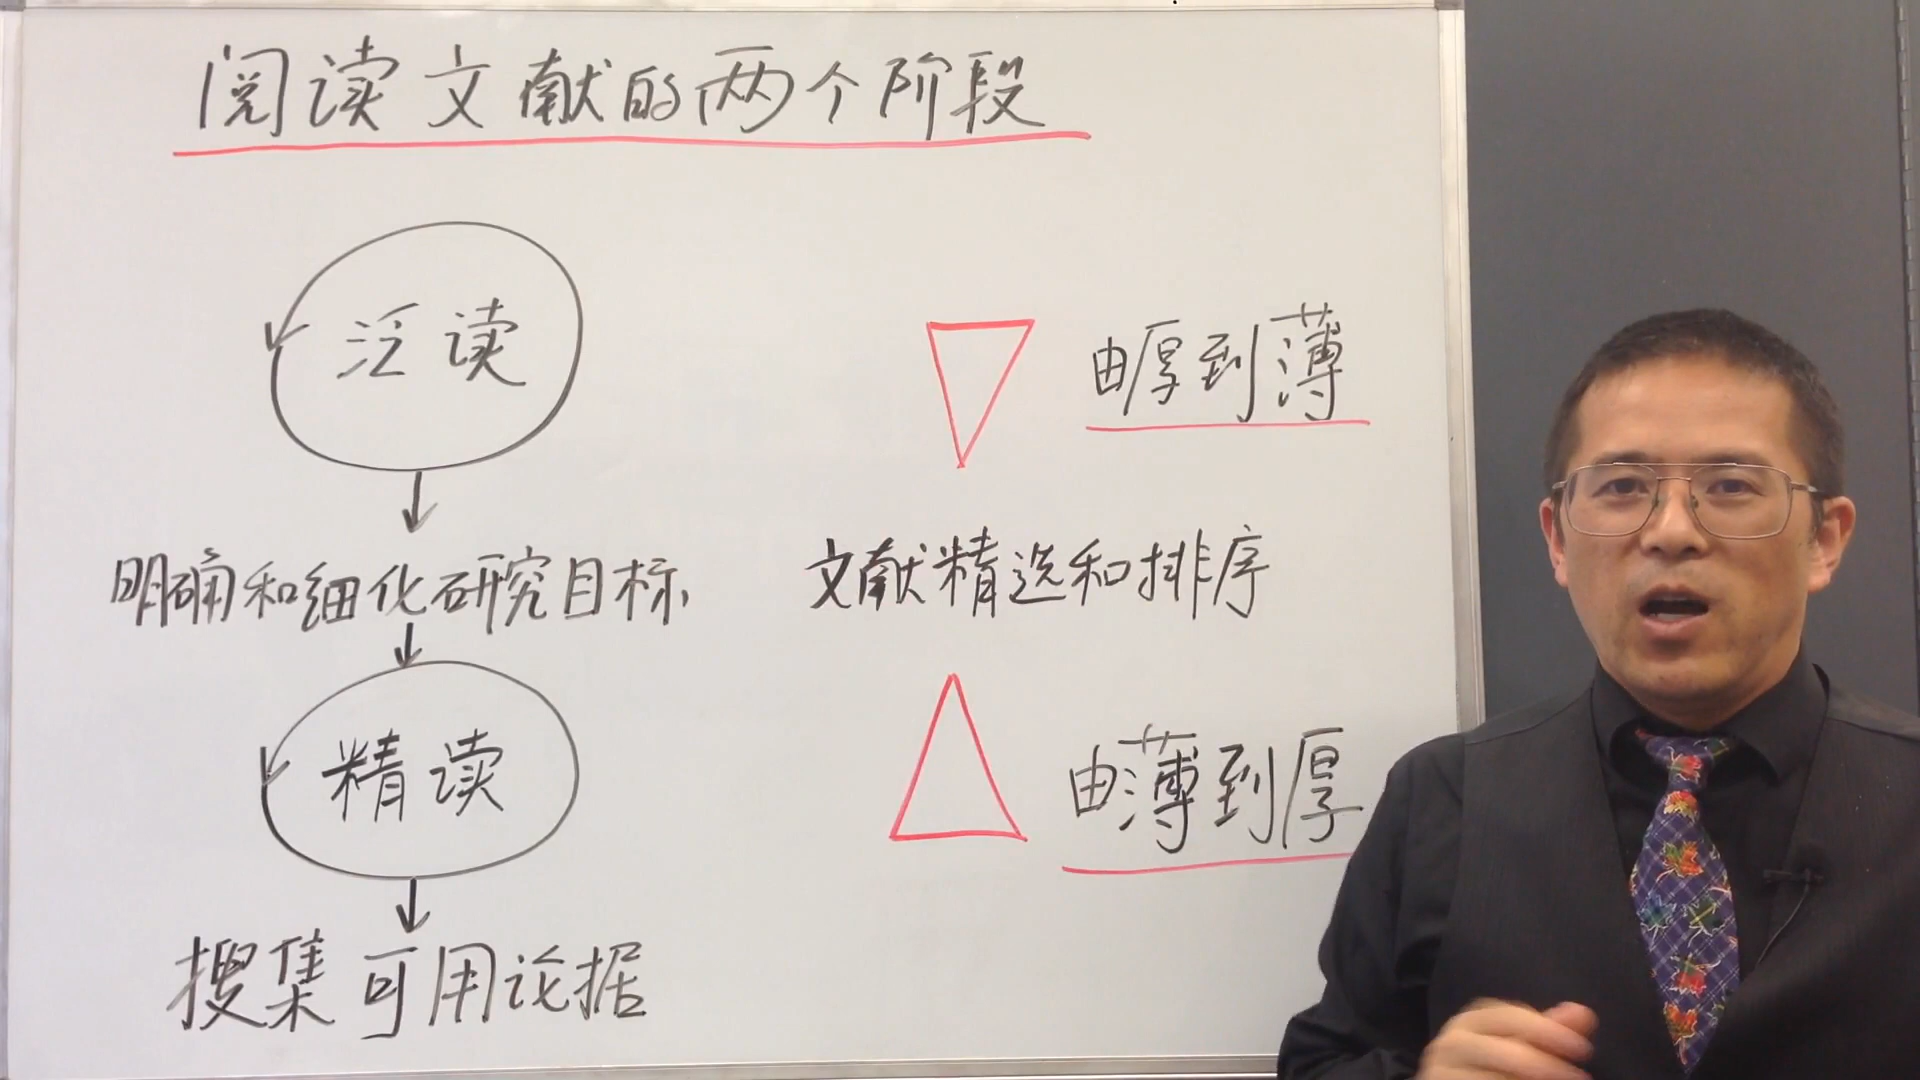 阅读文献的两个阶段
泛读
由厚到薄
明确和细化研究目标
文献精选和排序
精读
由薄到厚
搜集可用论据